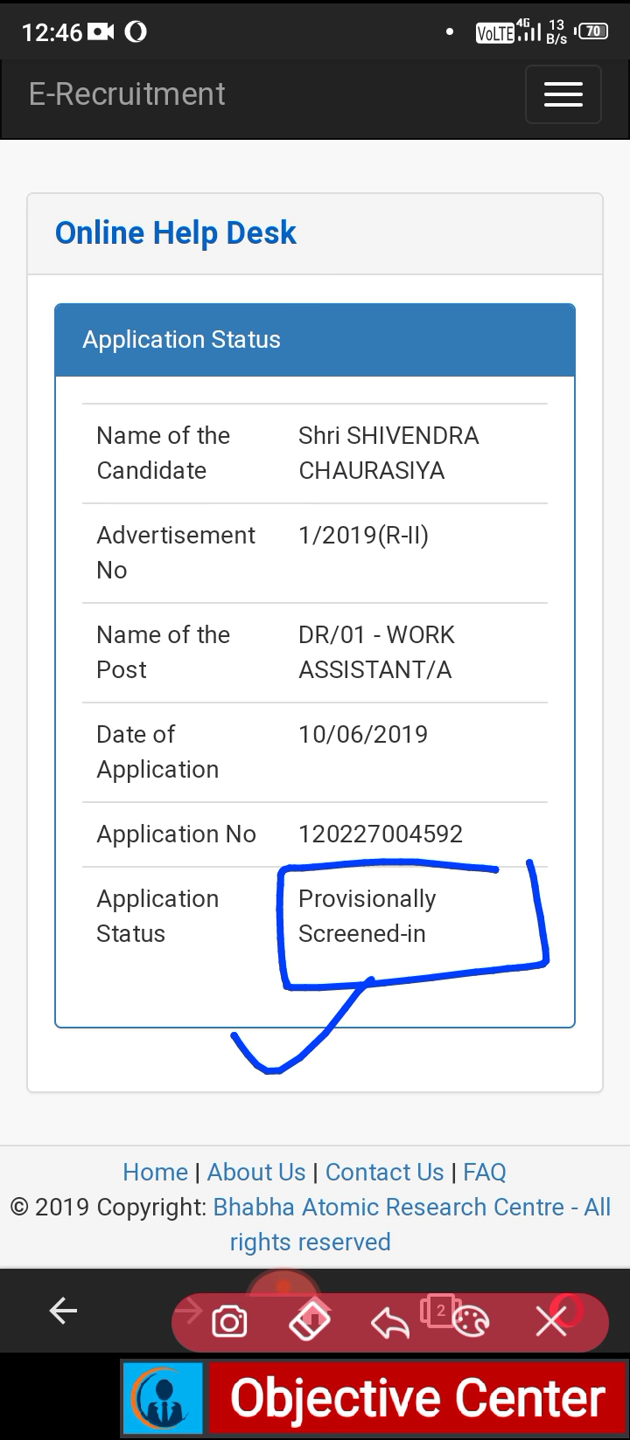 12:46
VoLTE 4G 13 B/s 70
E-Recruitment
Online Help Desk
Application Status
Name of the Candidate Shri SHIVENDRA CHAURASIYA
Advertisement No 1/2019(R-II)
Name of the Post DR/01 - WORK ASSISTANT/A
Date of Application 10/06/2019
Application No 120227004592
Application Status Provisionally Screened-in
Home | About Us | Contact Us | FAQ
© 2019 Copyright: Bhabha Atomic Research Centre - All
rights reserved
2
Objective Center